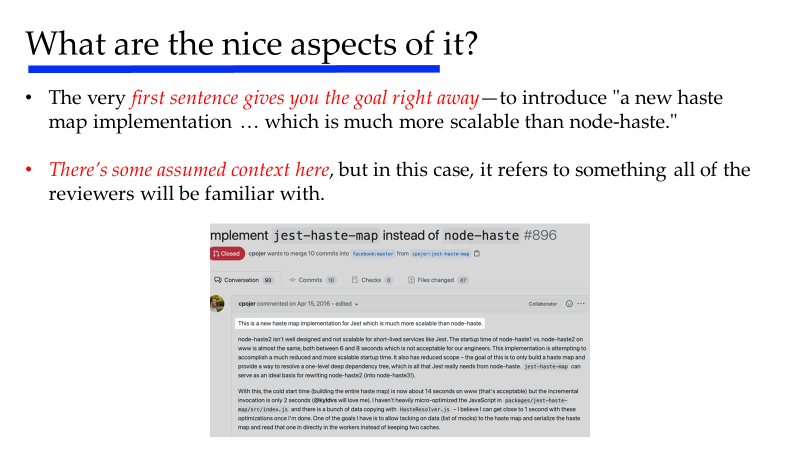 What are the nice aspects of it?
• The very first sentence gives you the goal right away—to introduce "a new haste
map implementation … which is much more scalable than node-haste."
• There's some assumed context here, but in this case, it refers to something all of the
reviewers will be familiar with.
mplement jest-haste-map instead of node-haste #896
Closed cpojer wants to merge 10 commits into facebook:master from cpojer:jest-haste-map
Conversation 93 Commits 10 Checks 0 Files changed 47
cpojer commented on Apr 15, 2016 • edited Collaborator
This is a new haste map implementation for Jest which is much more scalable than node-haste.
node-haste2 isn't well designed and not scalable for short-lived services like Jest. The startup time of node-haste1 vs. node-haste2 on
www is almost the same, both between 6 and 8 seconds which is not acceptable for our engineers. This implementation is attempting to
accomplish a much reduced and more scalable startup time. It also has reduced scope – the goal of this is to only build a haste map and
provide a way to resolve a one-level deep dependency tree, which is all that Jest really needs from node-haste. jest-haste-map can
serve as an ideal basis for rewriting node-haste2 (into node-haste3!).
With this, the cold start time (building the entire haste map) is now about 14 seconds on www (that's acceptable) but the incremental
invocation is only 2 seconds (@kyldvs will love me). I haven't heavily micro-optimized the JavaScript in packages/jest-haste-
map/src/index.js and there is a bunch of data copying with HasteResolver.js – I believe I can get close to 1 second with these
optimizations once I'm done. One of the goals I have is to allow tacking on data (list of mocks) to the haste map and serialize the haste
map and read that one in directly in the workers instead of keeping two caches.